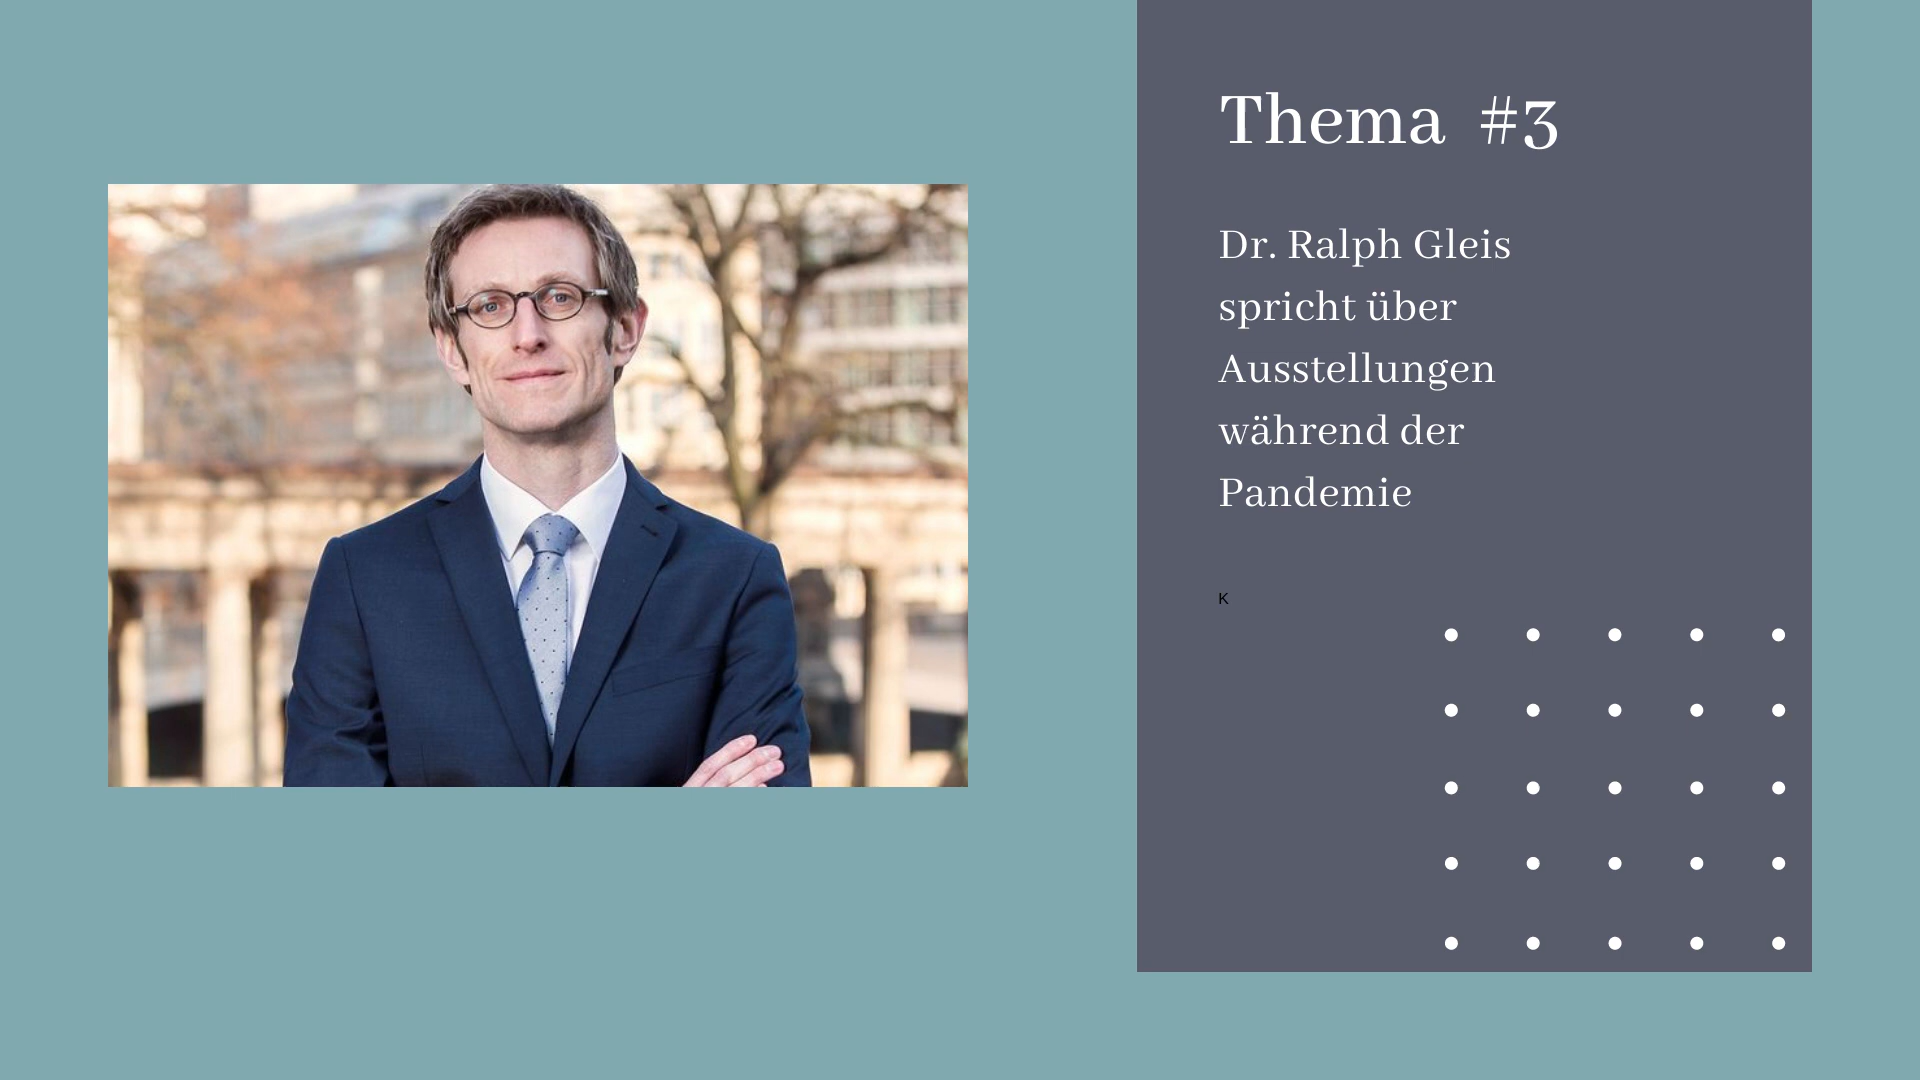 Thema #3
Dr. Ralph Gleis
spricht über
Ausstellungen
während der
Pandemie
K